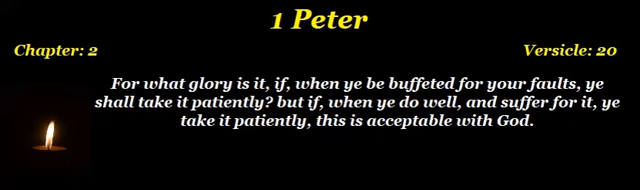 1 Peter
Chapter: 2
Versicle: 20
For what glory is it, if, when ye be buffeted for your faults, ye
shall take it patiently? but if, when ye do well, and suffer for it, ye
take it patiently, this is acceptable with God.